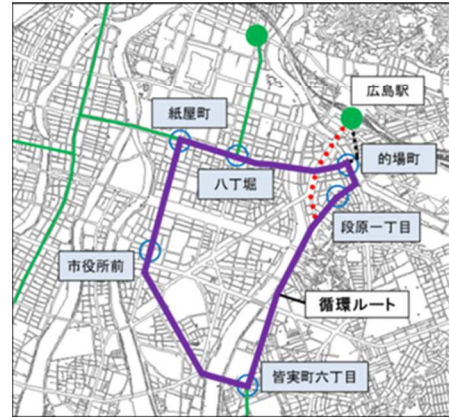 広島駅
紙屋町
的場町
八丁堀
段原一丁目
市役所前
循環ルート
皆実町六丁目